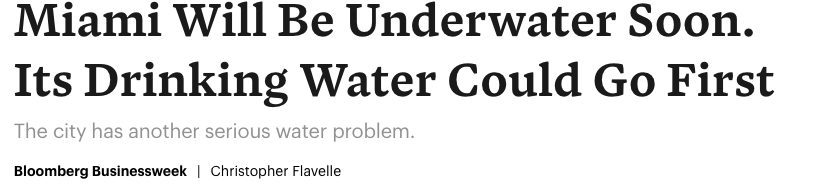 Miami Will Be Underwater Soon.
Its Drinking Water Could Go First
The city has another serious water problem.
Bloomberg Businessweek | Christopher Flavelle